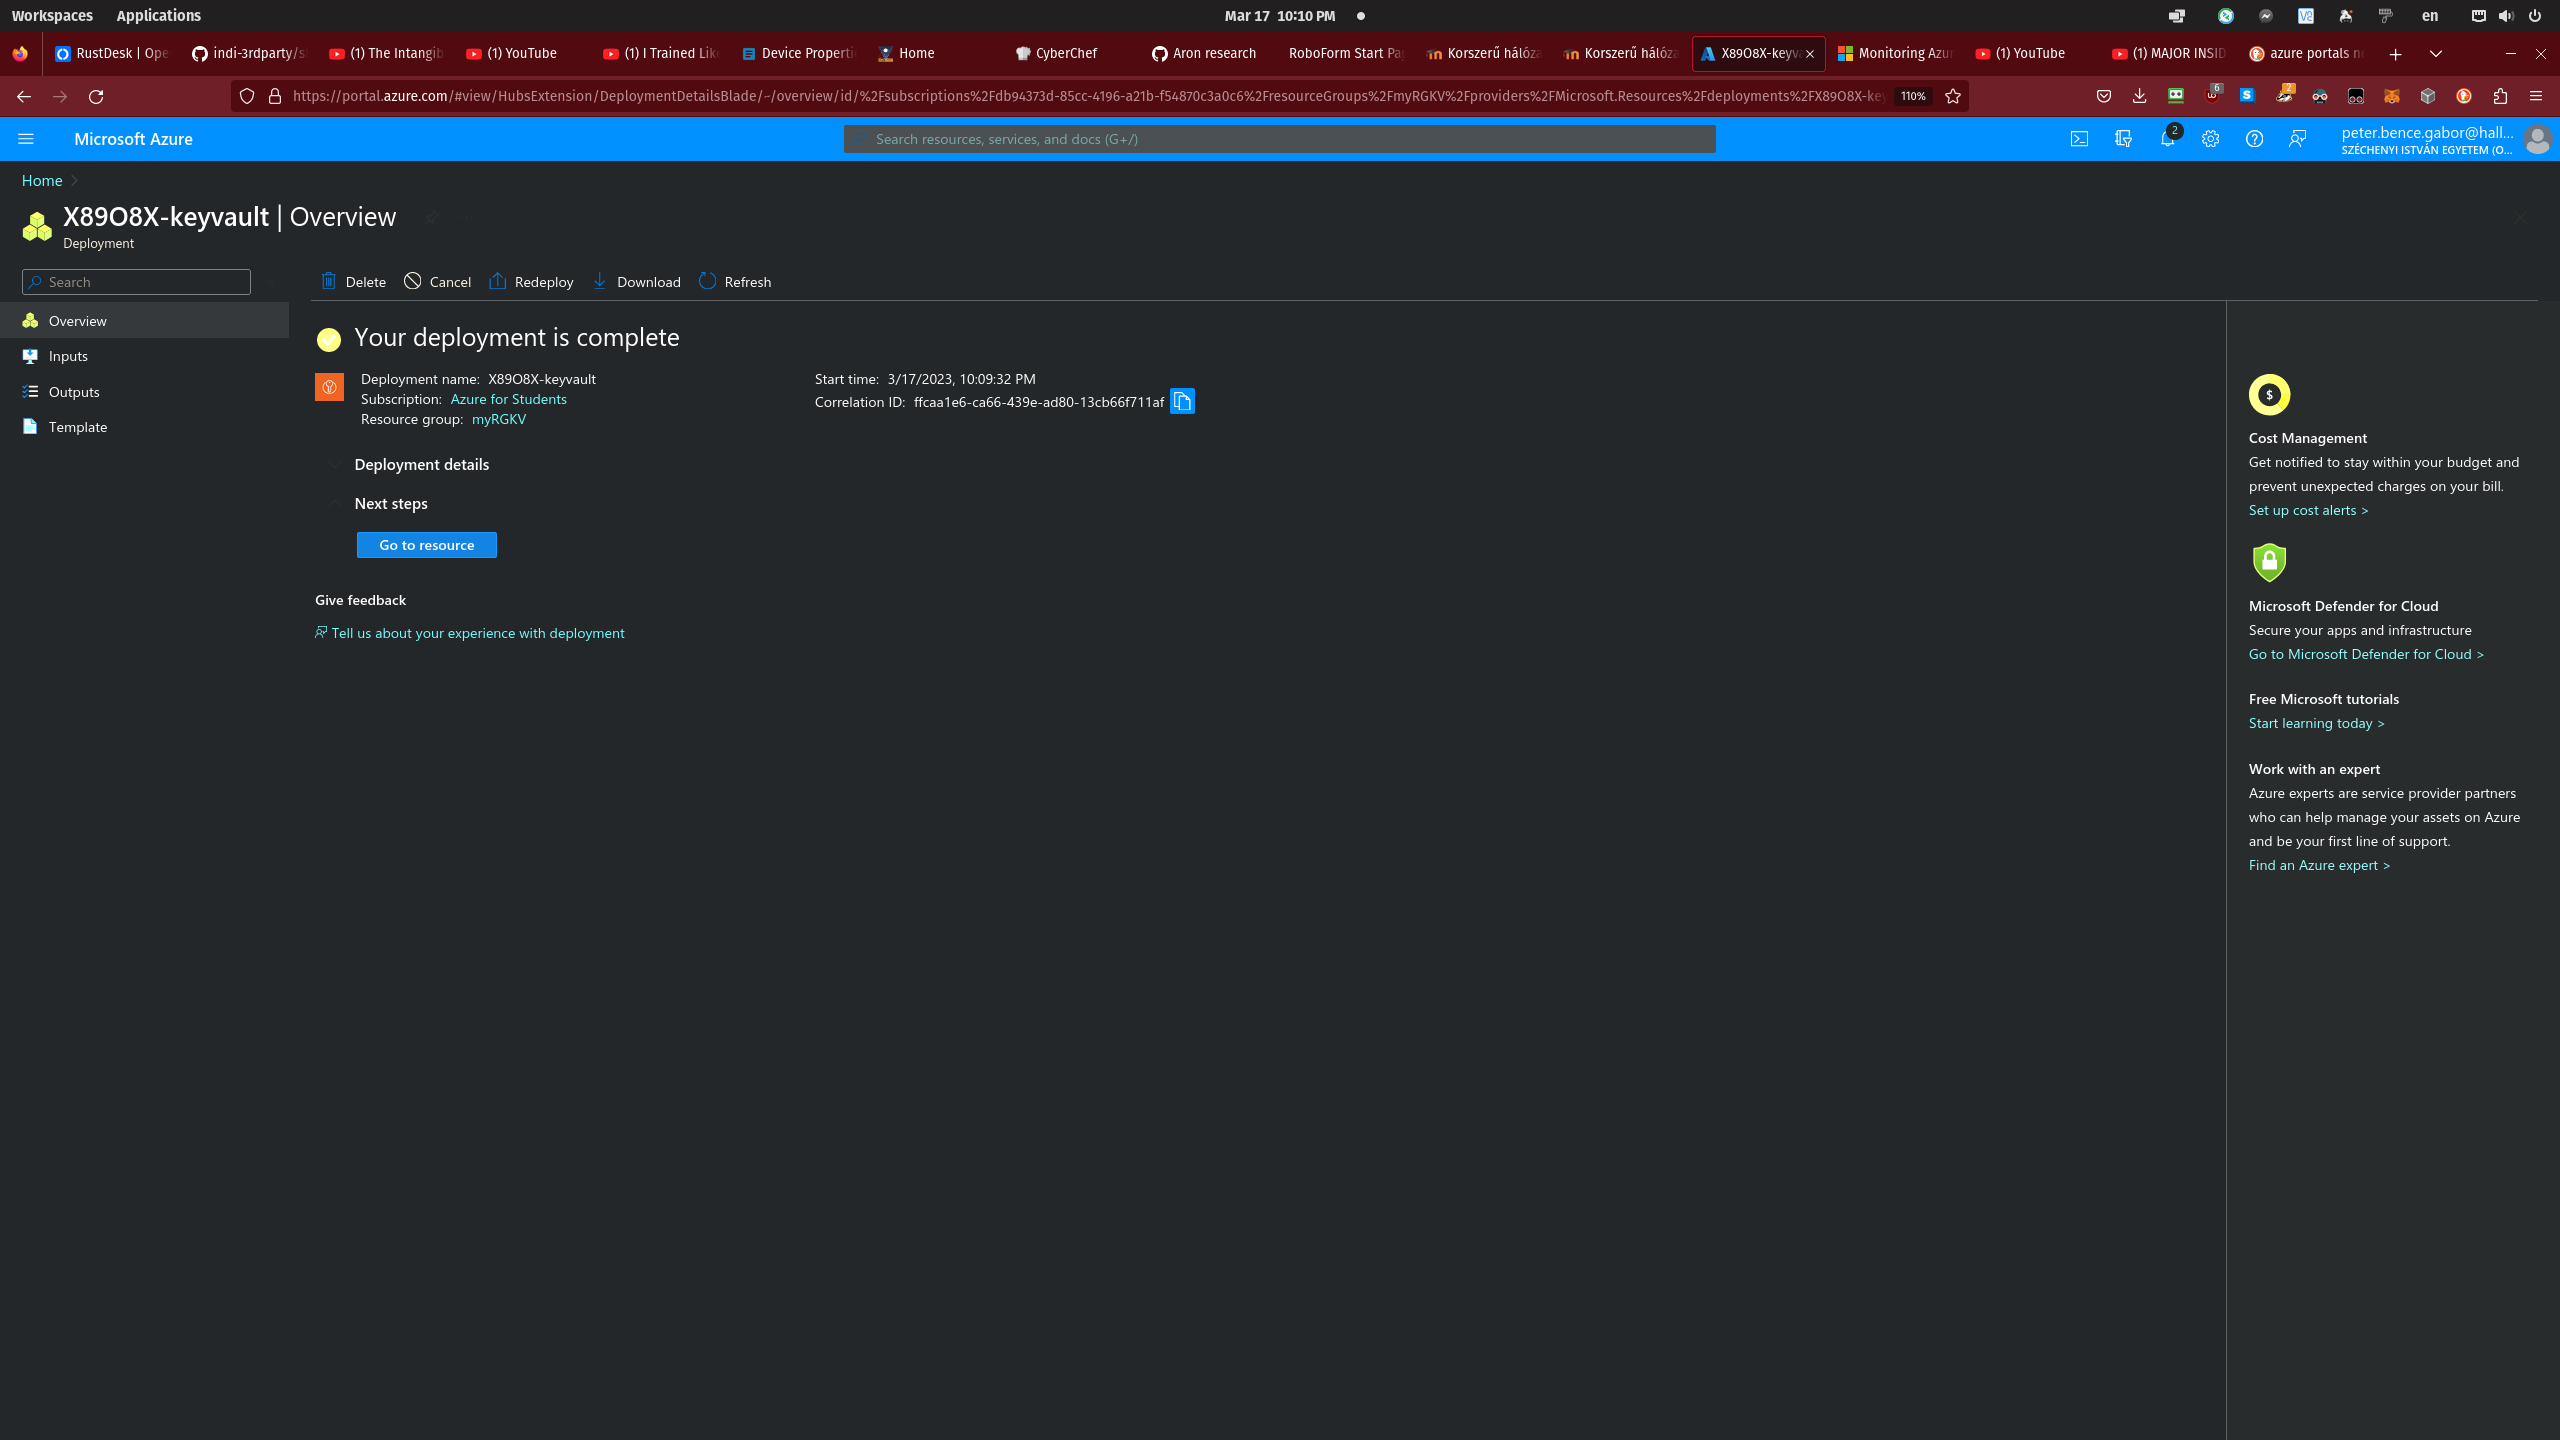 Workspaces Applications Mar 17 10:10 PM en
RustDesk | Ope indi-3rdparty/s (1) The Intangib (1) YouTube (1) I Trained Like Device Properti Home CyberChef Aron research RoboForm Start Pag Korszerű hálóza Korszerű hálóza X89O8X-keyva Monitoring Azur (1) YouTube (1) MAJOR INSID azure portals ne
https://portal.azure.com/#view/HubsExtension/DeploymentDetailsBlade/~/overview/id/%2Fsubscriptions%2Fdb94373d-85cc-4196-a21b-f54870c3a0c6%2FresourceGroups%2FmyRGKV%2Fproviders%2FMicrosoft.Resources%2Fdeployments%2FX89O8X-key 110% 6 2
Microsoft Azure Search resources, services, and docs (G+/) 2 peter.bence.gabor@hall...
SZÉCHENYI ISTVÁN EGYETEM (O...
Home
X89O8X-keyvault | Overview
Deployment
Search
Delete Cancel Redeploy Download Refresh
Overview
Inputs
Outputs
Template
Your deployment is complete
Deployment name: X89O8X-keyvault
Subscription: Azure for Students
Resource group: myRGKV
Start time: 3/17/2023, 10:09:32 PM
Correlation ID: ffcaa1e6-ca66-439e-ad80-13cb66f711af
Deployment details
Next steps
Go to resource
Give feedback
Tell us about your experience with deployment
$
Cost Management
Get notified to stay within your budget and
prevent unexpected charges on your bill.
Set up cost alerts >
Microsoft Defender for Cloud
Secure your apps and infrastructure
Go to Microsoft Defender for Cloud >
Free Microsoft tutorials
Start learning today >
Work with an expert
Azure experts are service provider partners
who can help manage your assets on Azure
and be your first line of support.
Find an Azure expert >